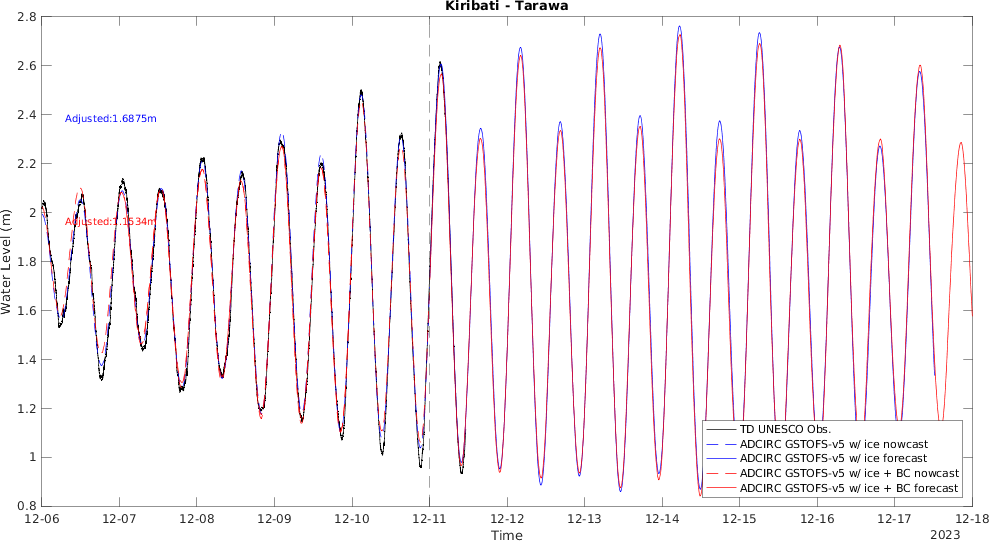 Kiribati - Tarawa
2.8
2.6
2.4
2.2
2
1.8
1.6
1.4
1.2
1
0.8
Water Level (m)
Adjusted:1.6875m
Adjusted:1.1534m
TD UNESCO Obs.
ADCIRC GSTOFS-v5 w/ ice nowcast
ADCIRC GSTOFS-v5 w/ ice forecast
ADCIRC GSTOFS-v5 w/ ice + BC nowcast
ADCIRC GSTOFS-v5 w/ ice + BC forecast
12-06 12-07 12-08 12-09 12-10 12-11 12-12 12-13 12-14 12-15 12-16 12-17 12-18
Time
2023